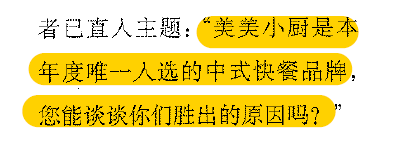 者已直入主题：“美美小厨是本
年度唯一人选的中式快餐品牌，
您能谈谈你们胜出的原因吗？”